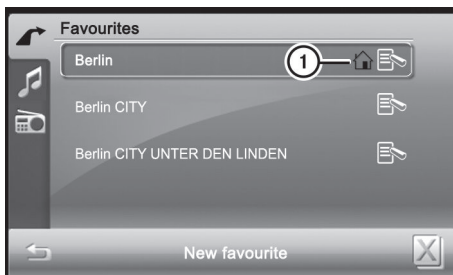 Favourites
Berlin
1
Berlin CITY
Berlin CITY UNTER DEN LINDEN
New favourite
X